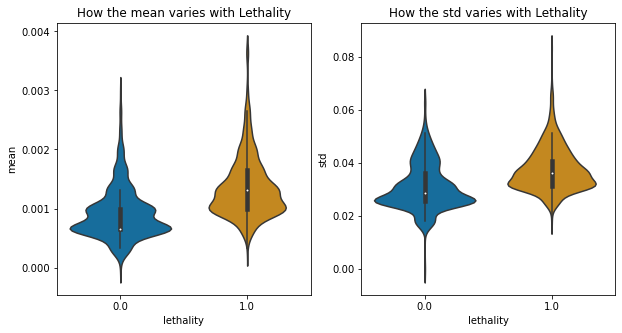 How the mean varies with Lethality
mean
0.004
0.003
0.002
0.001
0.000
0.0
1.0
lethality
How the std varies with Lethality
std
0.08
0.06
0.04
0.02
0.00
0.0
1.0
lethality